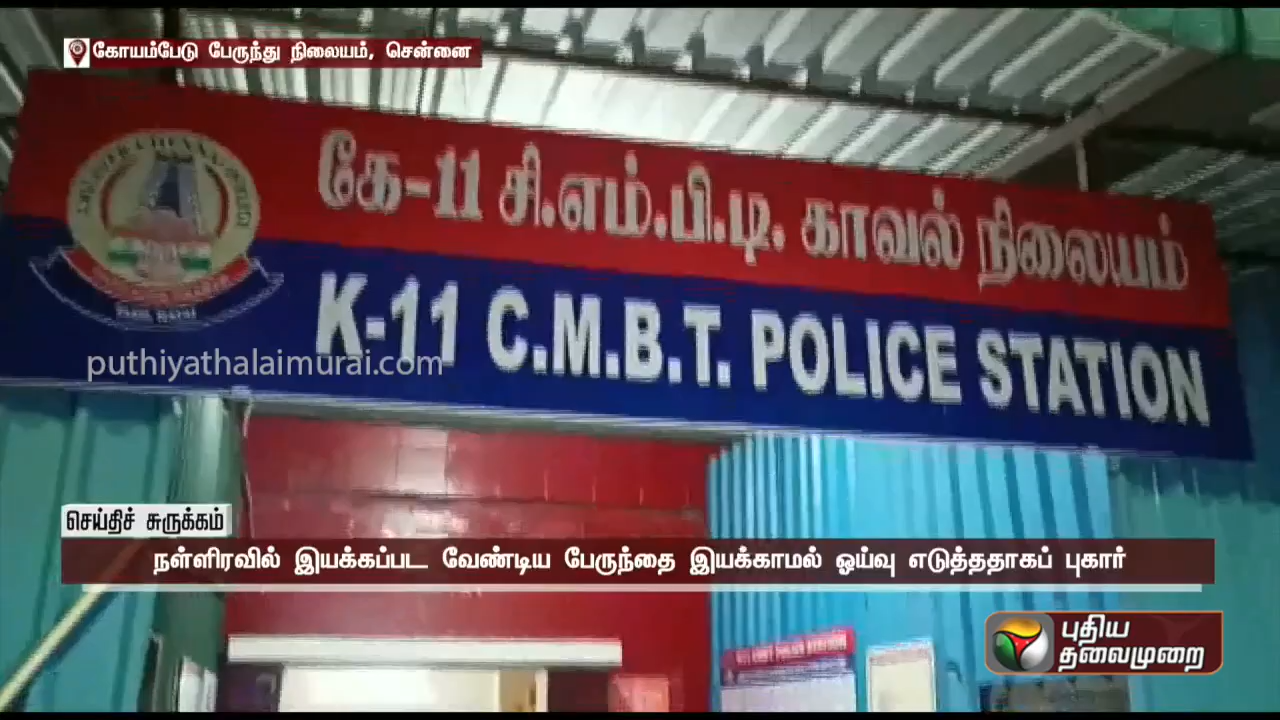 கோயம்பேடு பேருந்து நிலையம், சென்னை
கே-11 சி.எம்.பி.டி. காவல் நிலையம்
K-11 C.M.B.T. POLICE STATION
puthiyathalaimurai.com
செய்திச் சுருக்கம்
நள்ளிரவில் இயக்கப்பட வேண்டிய பேருந்தை இயக்காமல் ஓய்வு எடுத்ததாகப் புகார்
புதிய
தலைமுறை